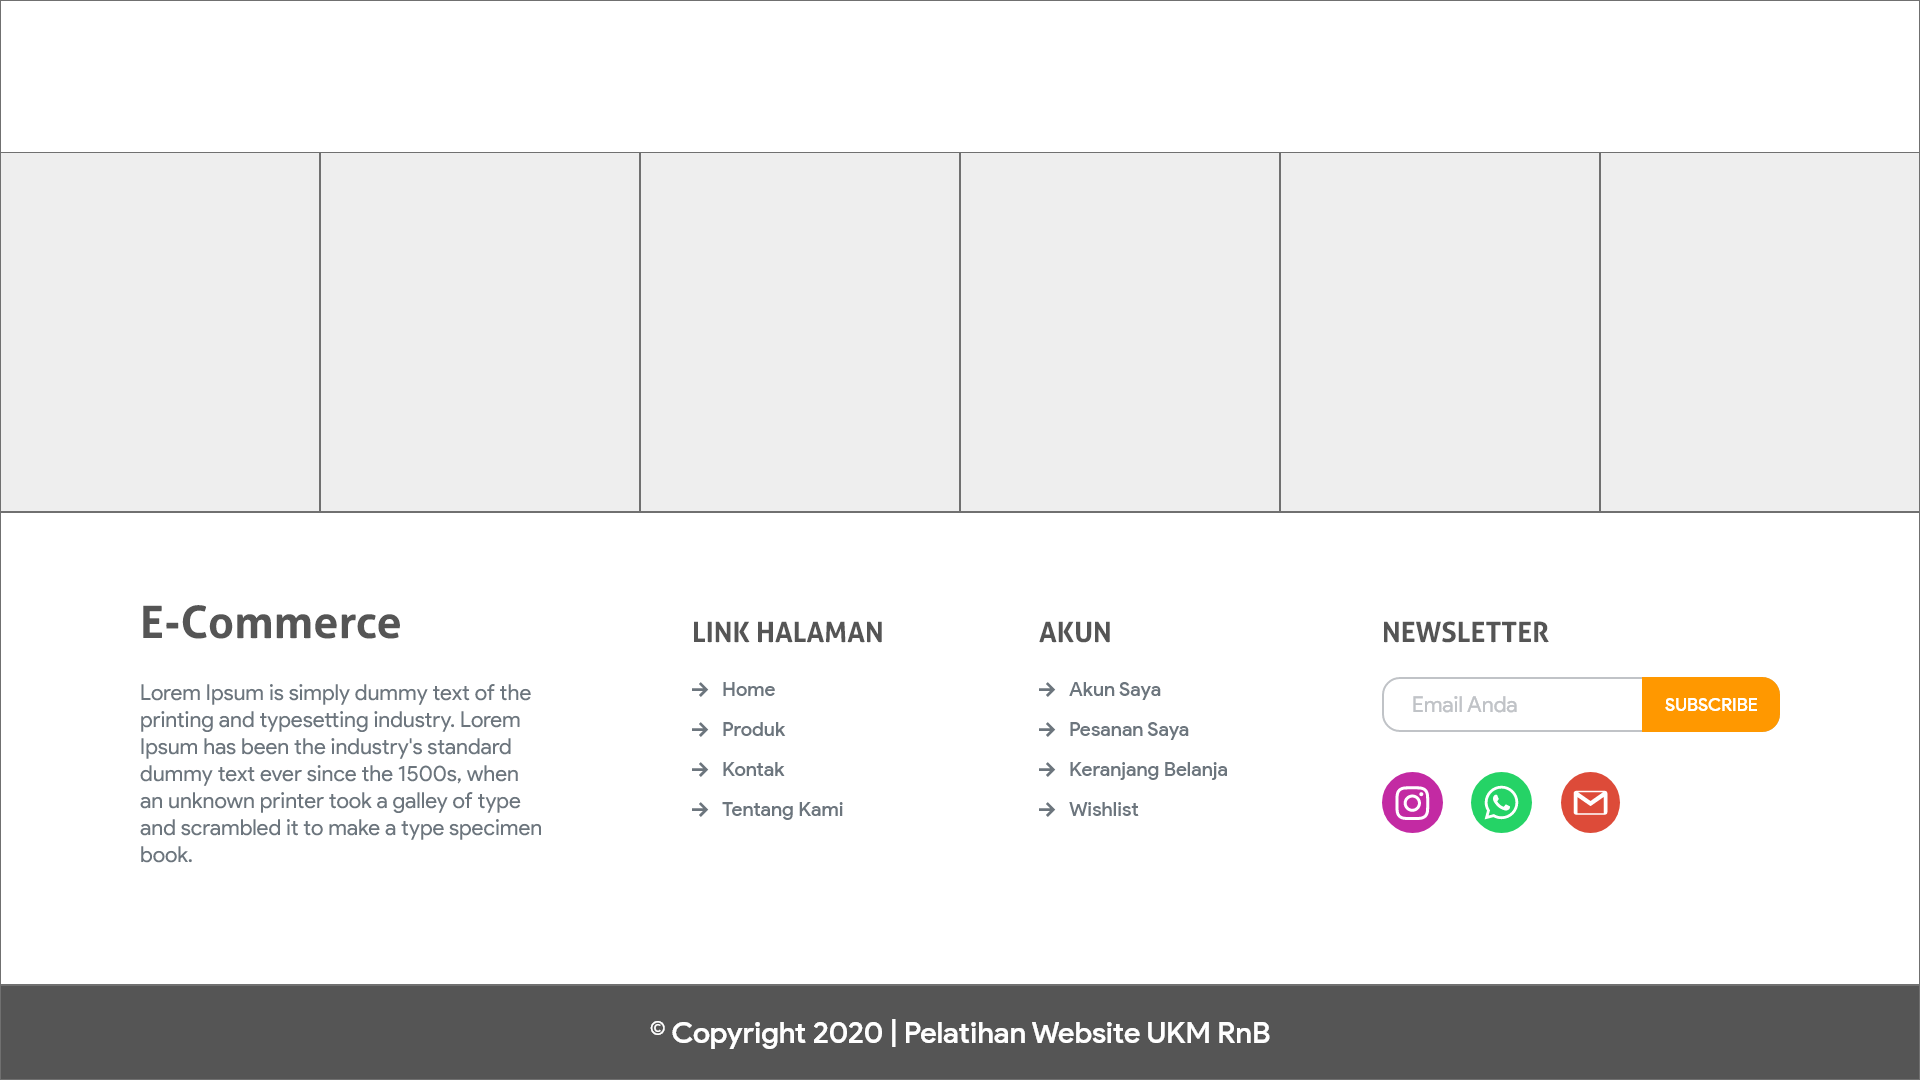 E-Commerce
Lorem Ipsum is simply dummy text of the
printing and typesetting industry. Lorem
Ipsum has been the industry's standard
dummy text ever since the 1500s, when
an unknown printer took a galley of type
and scrambled it to make a type specimen
book.
LINK HALAMAN
Home
Produk
Kontak
Tentang Kami
AKUN
Akun Saya
Pesanan Saya
Keranjang Belanja
Wishlist
NEWSLETTER
Email Anda
SUBSCRIBE
© Copyright 2020 | Pelatihan Website UKM RnB